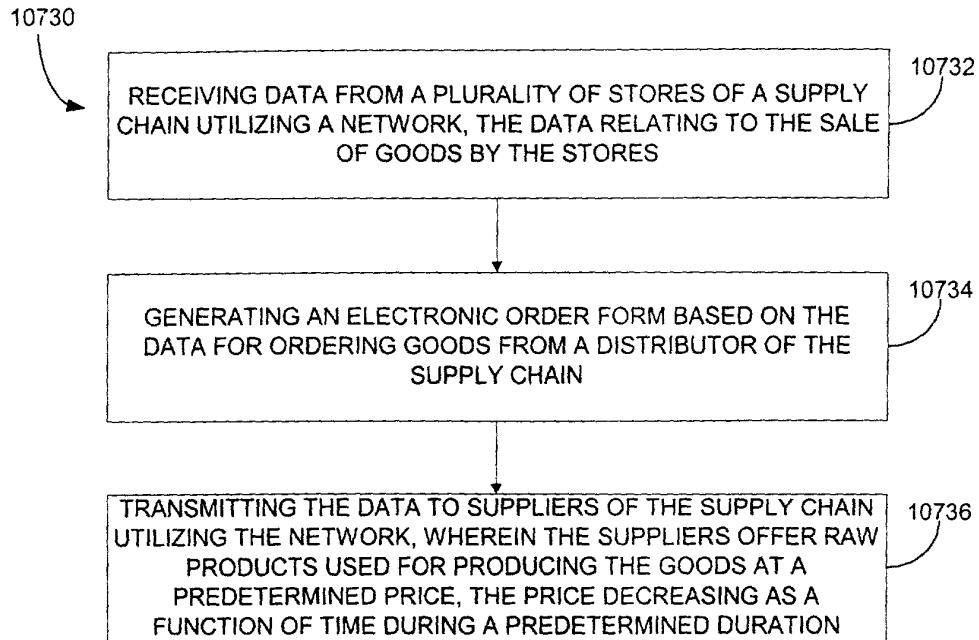 10730
10732
RECEIVING DATA FROM A PLURALITY OF STORES OF A SUPPLY
CHAIN UTILIZING A NETWORK, THE DATA RELATING TO THE SALE
OF GOODS BY THE STORES
10734
GENERATING AN ELECTRONIC ORDER FORM BASED ON THE
DATA FOR ORDERING GOODS FROM A DISTRIBUTOR OF THE
SUPPLY CHAIN
10736
TRANSMITTING THE DATA TO SUPPLIERS OF THE SUPPLY CHAIN
UTILIZING THE NETWORK, WHEREIN THE SUPPLIERS OFFER RAW
PRODUCTS USED FOR PRODUCING THE GOODS AT A
PREDETERMINED PRICE, THE PRICE DECREASING AS A
FUNCTION OF TIME DURING A PREDETERMINED DURATION